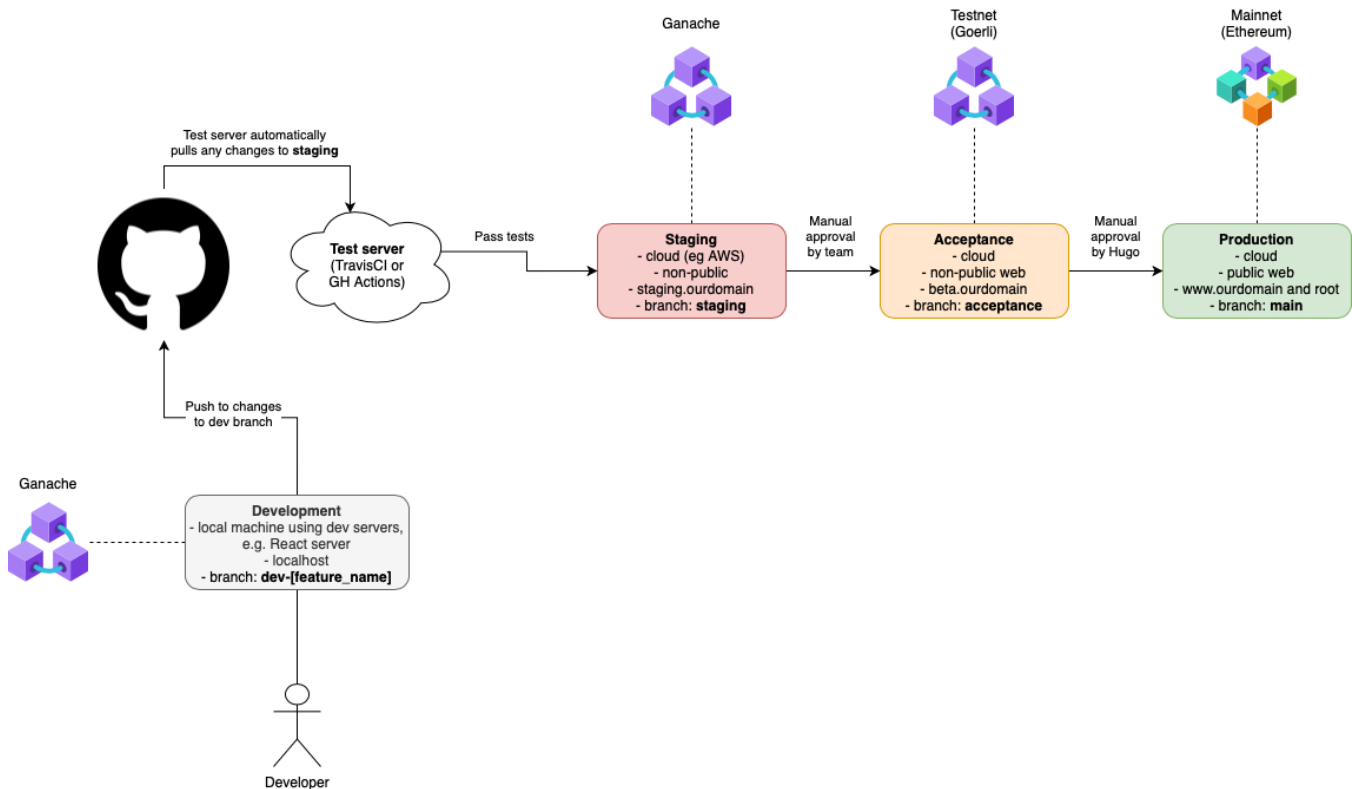 Ganache
Testnet
(Goerli)
Mainnet
(Ethereum)
Test server automatically
pulls any changes to staging
Test server
(TravisCI or
GH Actions)
Pass tests
Staging
- cloud (eg AWS)
- non-public
- staging.ourdomain
- branch: staging
Manual
approval
by team
Acceptance
- cloud
- non-public web
- beta.ourdomain
- branch: acceptance
Manual
approval
by Hugo
Production
- cloud
- public web
- www.ourdomain and root
- branch: main
Push to changes
to dev branch
Ganache
Development
- local machine using dev servers,
e.g. React server
- localhost
- branch: dev-[feature_name]
Developer